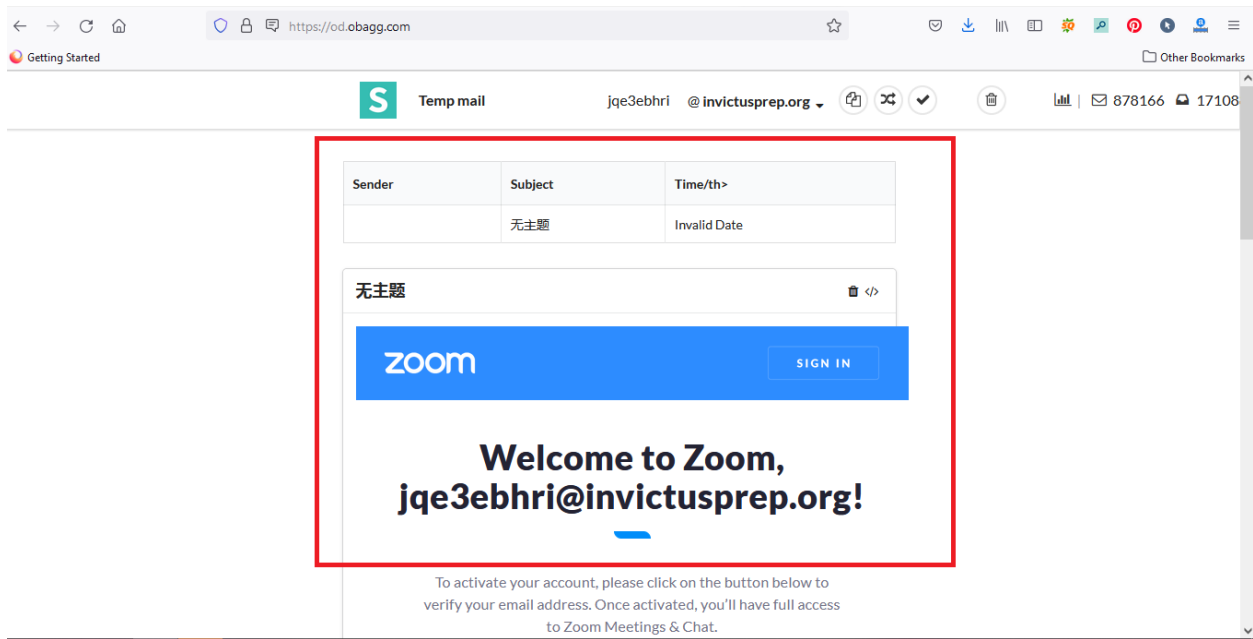 https://od.obagg.com
Getting Started
Other Bookmarks
S Temp mail jqe3ebhri @ invictusprep.org 878166 17108
Sender Subject Time/th>
无主题 Invalid Date
无主题 </>
zoom SIGN IN
Welcome to Zoom,
jqe3ebhri@invictusprep.org!
To activate your account, please click on the button below to
verify your email address. Once activated, you'll have full access
to Zoom Meetings & Chat.